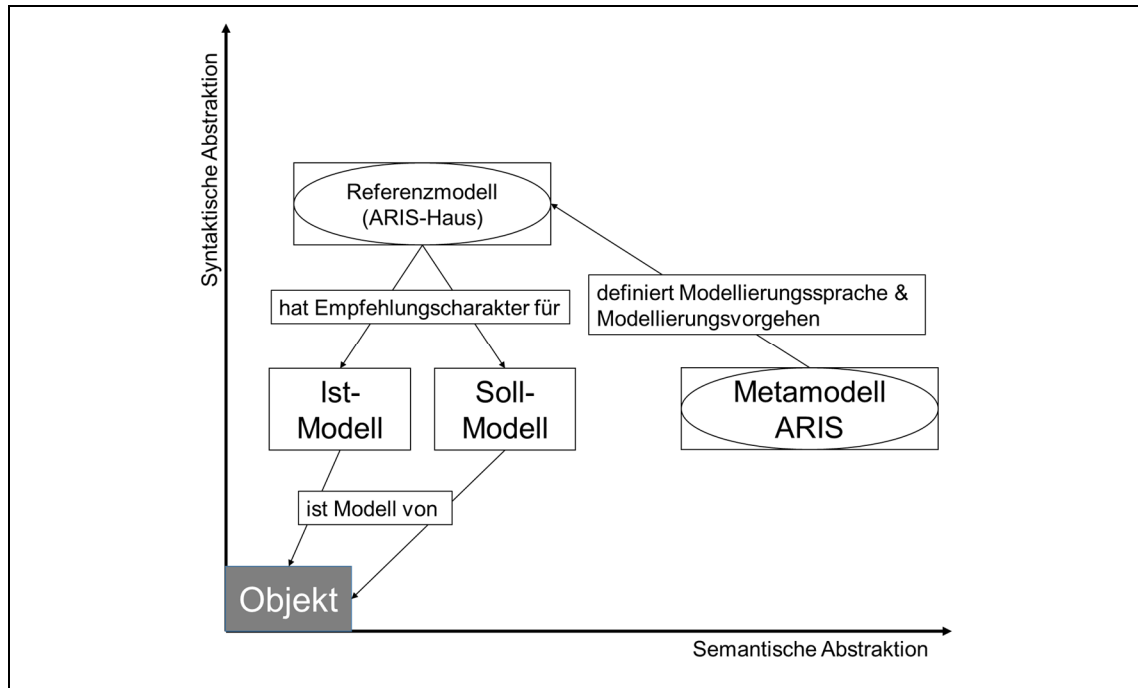 Syntaktische Abstraktion
Referenzmodell
(ARIS-Haus)
hat Empfehlungscharakter für
definiert Modellierungssprache &
Modellierungsvorgehen
Ist-
Modell
Soll-
Modell
Metamodell
ARIS
ist Modell von
Objekt
Semantische Abstraktion